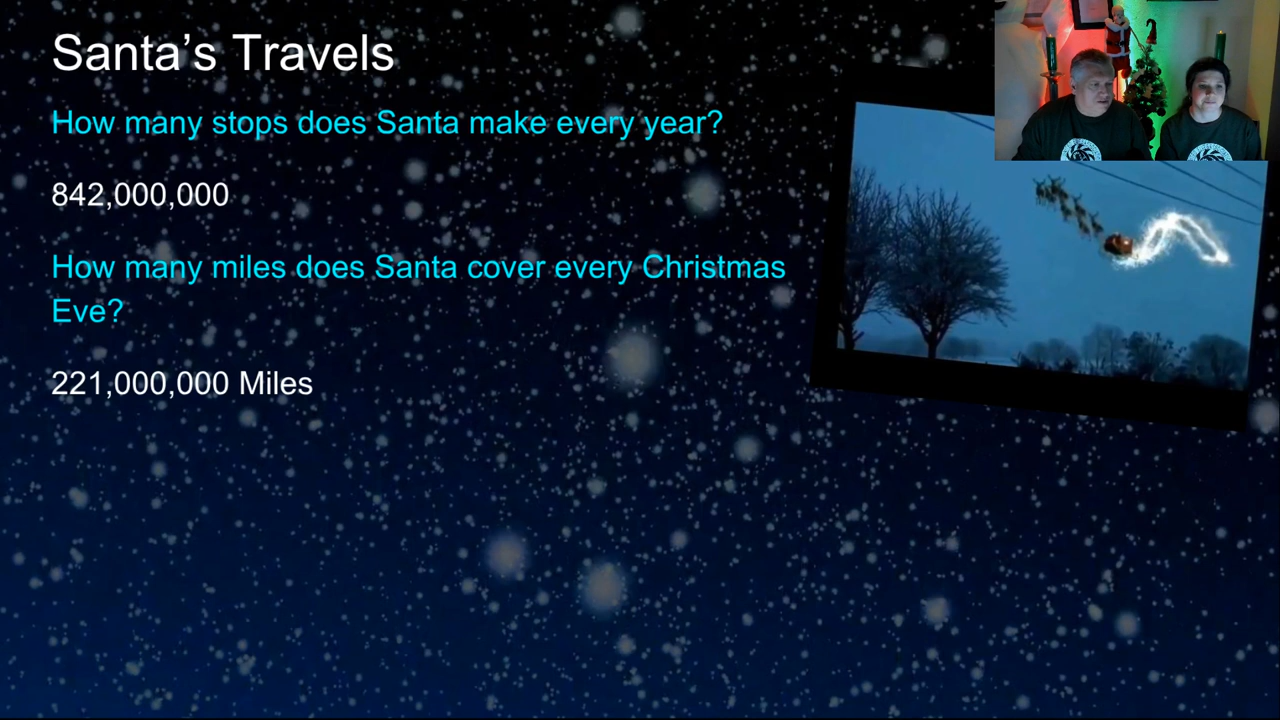 Santa’s Travels
How many stops does Santa make every year?
842,000,000
How many miles does Santa cover every Christmas
Eve?
221,000,000 Miles